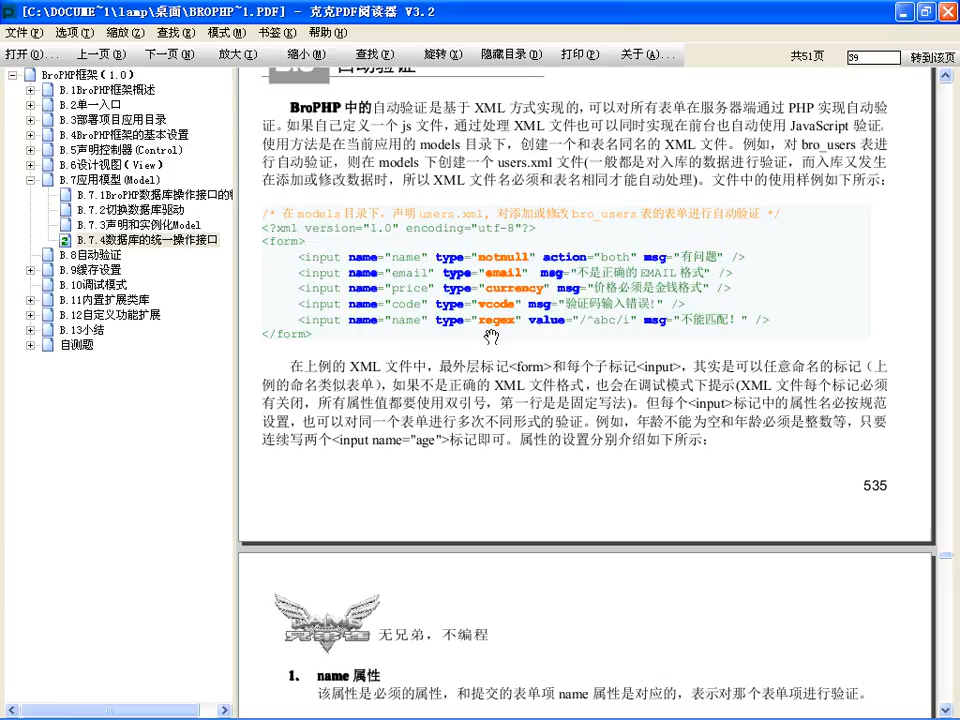 [C:\DOCUME~1\lamp\桌面\BROPHP~1.PDF] - 克克PDF阅读器 V3.2
文件(F) 选项(T) 缩放(Z) 查找(E) 模式(M) 书签(K) 帮助(H)
打开(O)... 上一页(B) 下一页(N) 放大(I) 缩小(M) 查找(F) 旋转(X) 隐藏目录(D) 打印(P) 关于(A)... 共51页 39 转到该页
BroPHP框架(1.0)
B.1BroPHP框架概述
B.2单一入口
B.3部署项目应用目录
B.4BroPHP框架的基本设置
B.5声明控制器(Control)
B.6设计视图(View)
B.7应用模型(Model)
B.7.1BroPHP数据库操作接口的
B.7.2切换数据库驱动
B.7.3声明和实例化Model
B.7.4数据库的统一操作接口
B.8自动验证
B.9缓存设置
B.10调试模式
B.11内置扩展类库
B.12自定义功能扩展
B.13小结
自测题
自动验证
BroPHP 中的自动验证是基于 XML 方式实现的,可以对所有表单在服务器端通过 PHP 实现自动验
证。如果自己定义一个 js 文件,通过处理 XML 文件也可以同时实现在前台也自动使用 JavaScript 验证。
使用方法是在当前应用的 models 目录下,创建一个和表名同名的 XML 文件。例如,对 bro_users 表进
行自动验证,则在 models 下创建一个 users.xml 文件(一般都是对入库的数据进行验证,而入库又发生
在添加或修改数据时,所以 XML 文件名必须和表名相同才能自动处理)。文件中的使用样例如下所示:
/* 在 models目录下,声明 users.xml, 对添加或修改 bro_users 表的表单进行自动验证 */
<?xml version="1.0" encoding="utf-8"?>
<form>
<input name="name" type="notnull" action="both" msg="有问题" />
<input name="email" type="email" msg="不是正确的 EMAIL 格式" />
<input name="price" type="currency" msg="价格必须是金钱格式" />
<input name="code" type="vcode" msg="验证码输入错误!" />
<input name="name" type="regex" value="/^abc/i" msg="不能匹配!" />
</form>
在上例的 XML 文件中,最外层标记<form>和每个子标记<input>,其实是可以任意命名的标记(上
例的命名类似表单),如果不是正确的 XML 文件格式,也会在调试模式下提示(XML 文件每个标记必须
有关闭,所有属性值都要使用双引号,第一行是是固定写法)。但每个<input>标记中的属性名必按规范
设置,也可以对同一个表单进行多次不同形式的验证。例如,年龄不能为空和年龄必须是整数等,只要
连续写两个<input name="age">标记即可。属性的设置分别介绍如下所示:
535
无兄弟,不编程
1. name 属性
该属性是必须的属性,和提交的表单项 name 属性是对应的,表示对那个表单项进行验证。